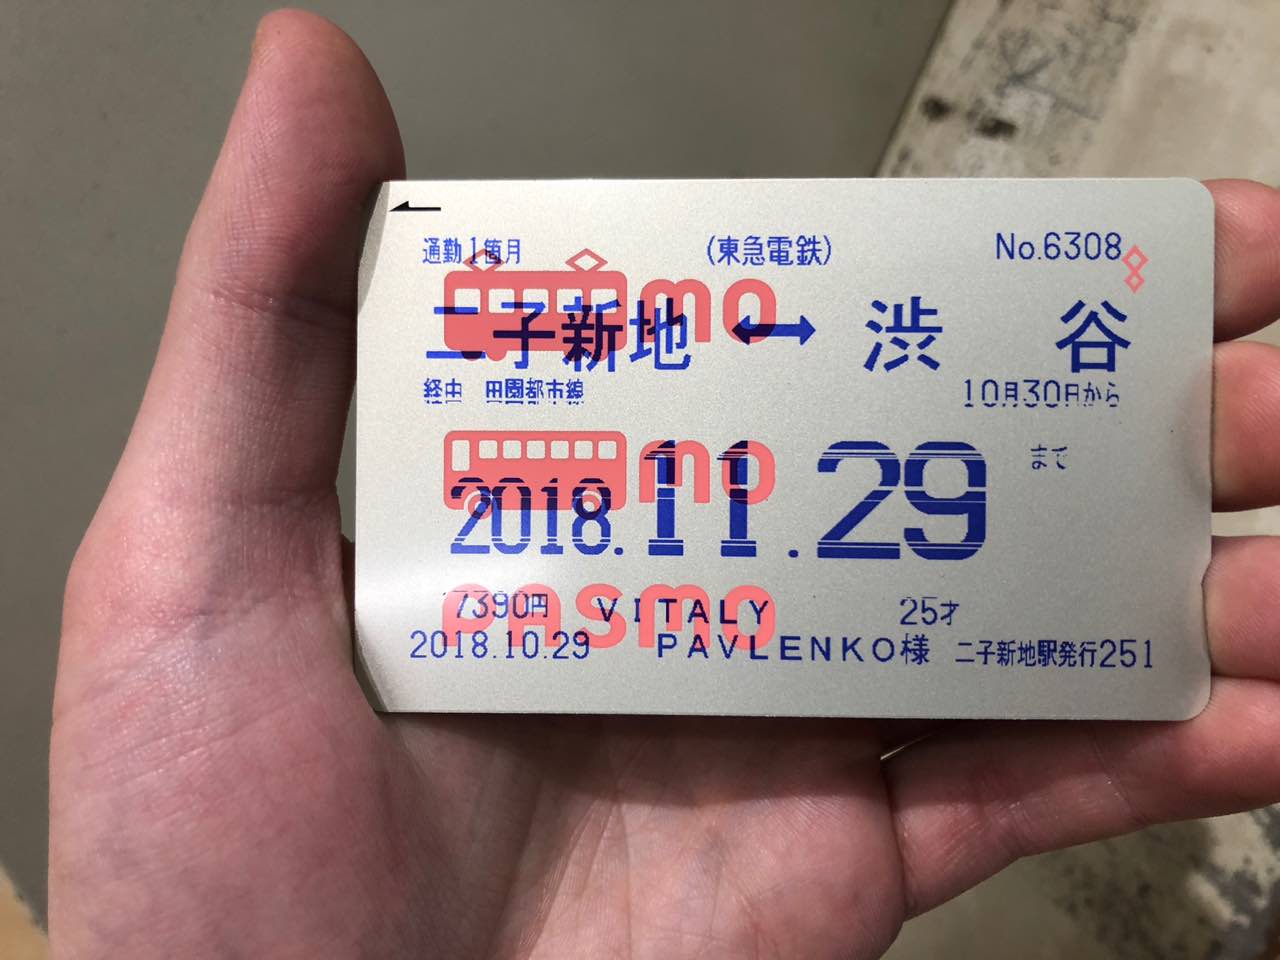 通勤1箇月 (東急電鉄) No.6308
mo
二子新地 ↔ 渋谷
経由 田園都市線 10月30日から
mo
2018.11.29 まで
PASMO
7390円 VITALY 25才
2018.10.29 PAVLENKO様 二子新地駅発行251